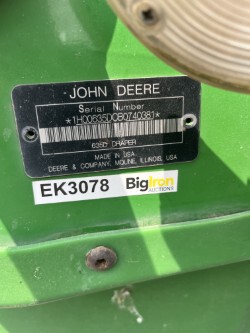 JOHN DEERE
Serial Number
*1H00635DCB0740381*
635D DRAPER
MADE IN USA
DEERE & COMPANY, MOLINE, ILLINOIS, USA
EK3078
BigIron
AUCTIONS